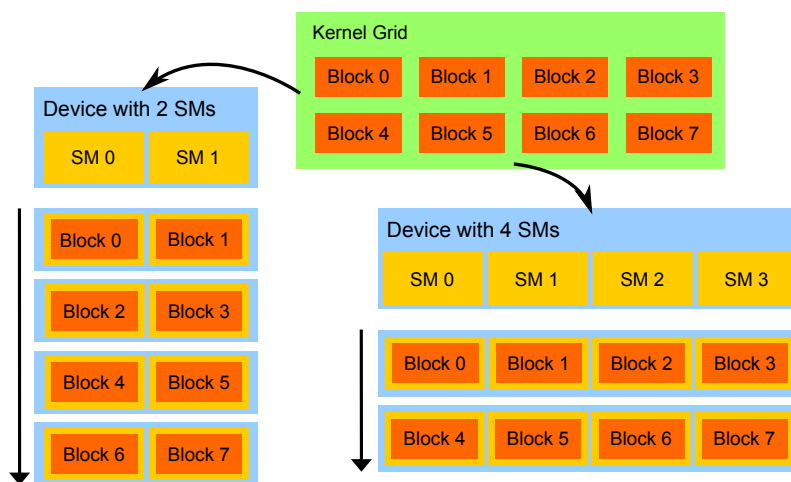 Kernel Grid
Block 0 Block 1 Block 2 Block 3
Block 4 Block 5 Block 6 Block 7
Device with 2 SMs
SM 0 SM 1
Block 0 Block 1
Block 2 Block 3
Block 4 Block 5
Block 6 Block 7
Device with 4 SMs
SM 0 SM 1 SM 2 SM 3
Block 0 Block 1 Block 2 Block 3
Block 4 Block 5 Block 6 Block 7